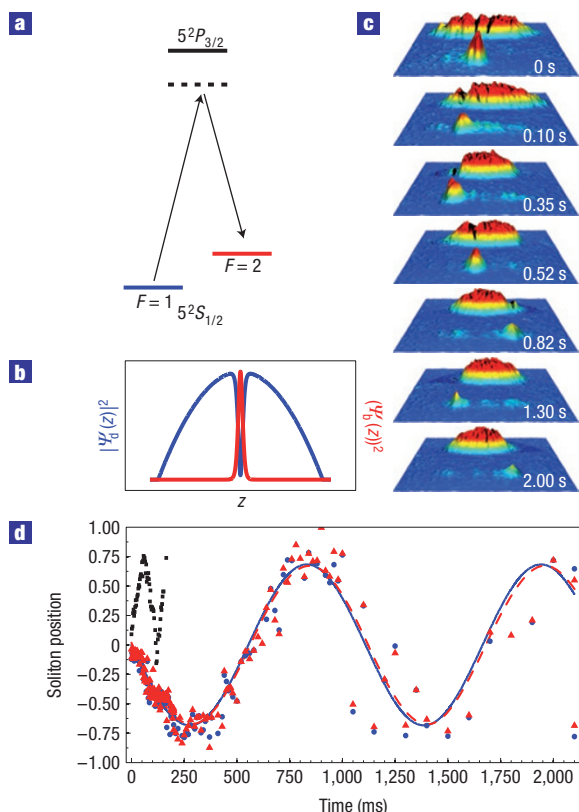 a
5²P₃/₂
F = 1
5²S₁/₂
F = 2
b
|Ψd(z)|²
(Ψb(z))²
z
c
0 s
0.10 s
0.35 s
0.52 s
0.82 s
1.30 s
2.00 s
d
Soliton position
1.00
0.75
0.50
0.25
0
−0.25
−0.50
−0.75
−1.00
0
250
500
750
1,000
1,250
1,500
1,750
2,000
Time (ms)